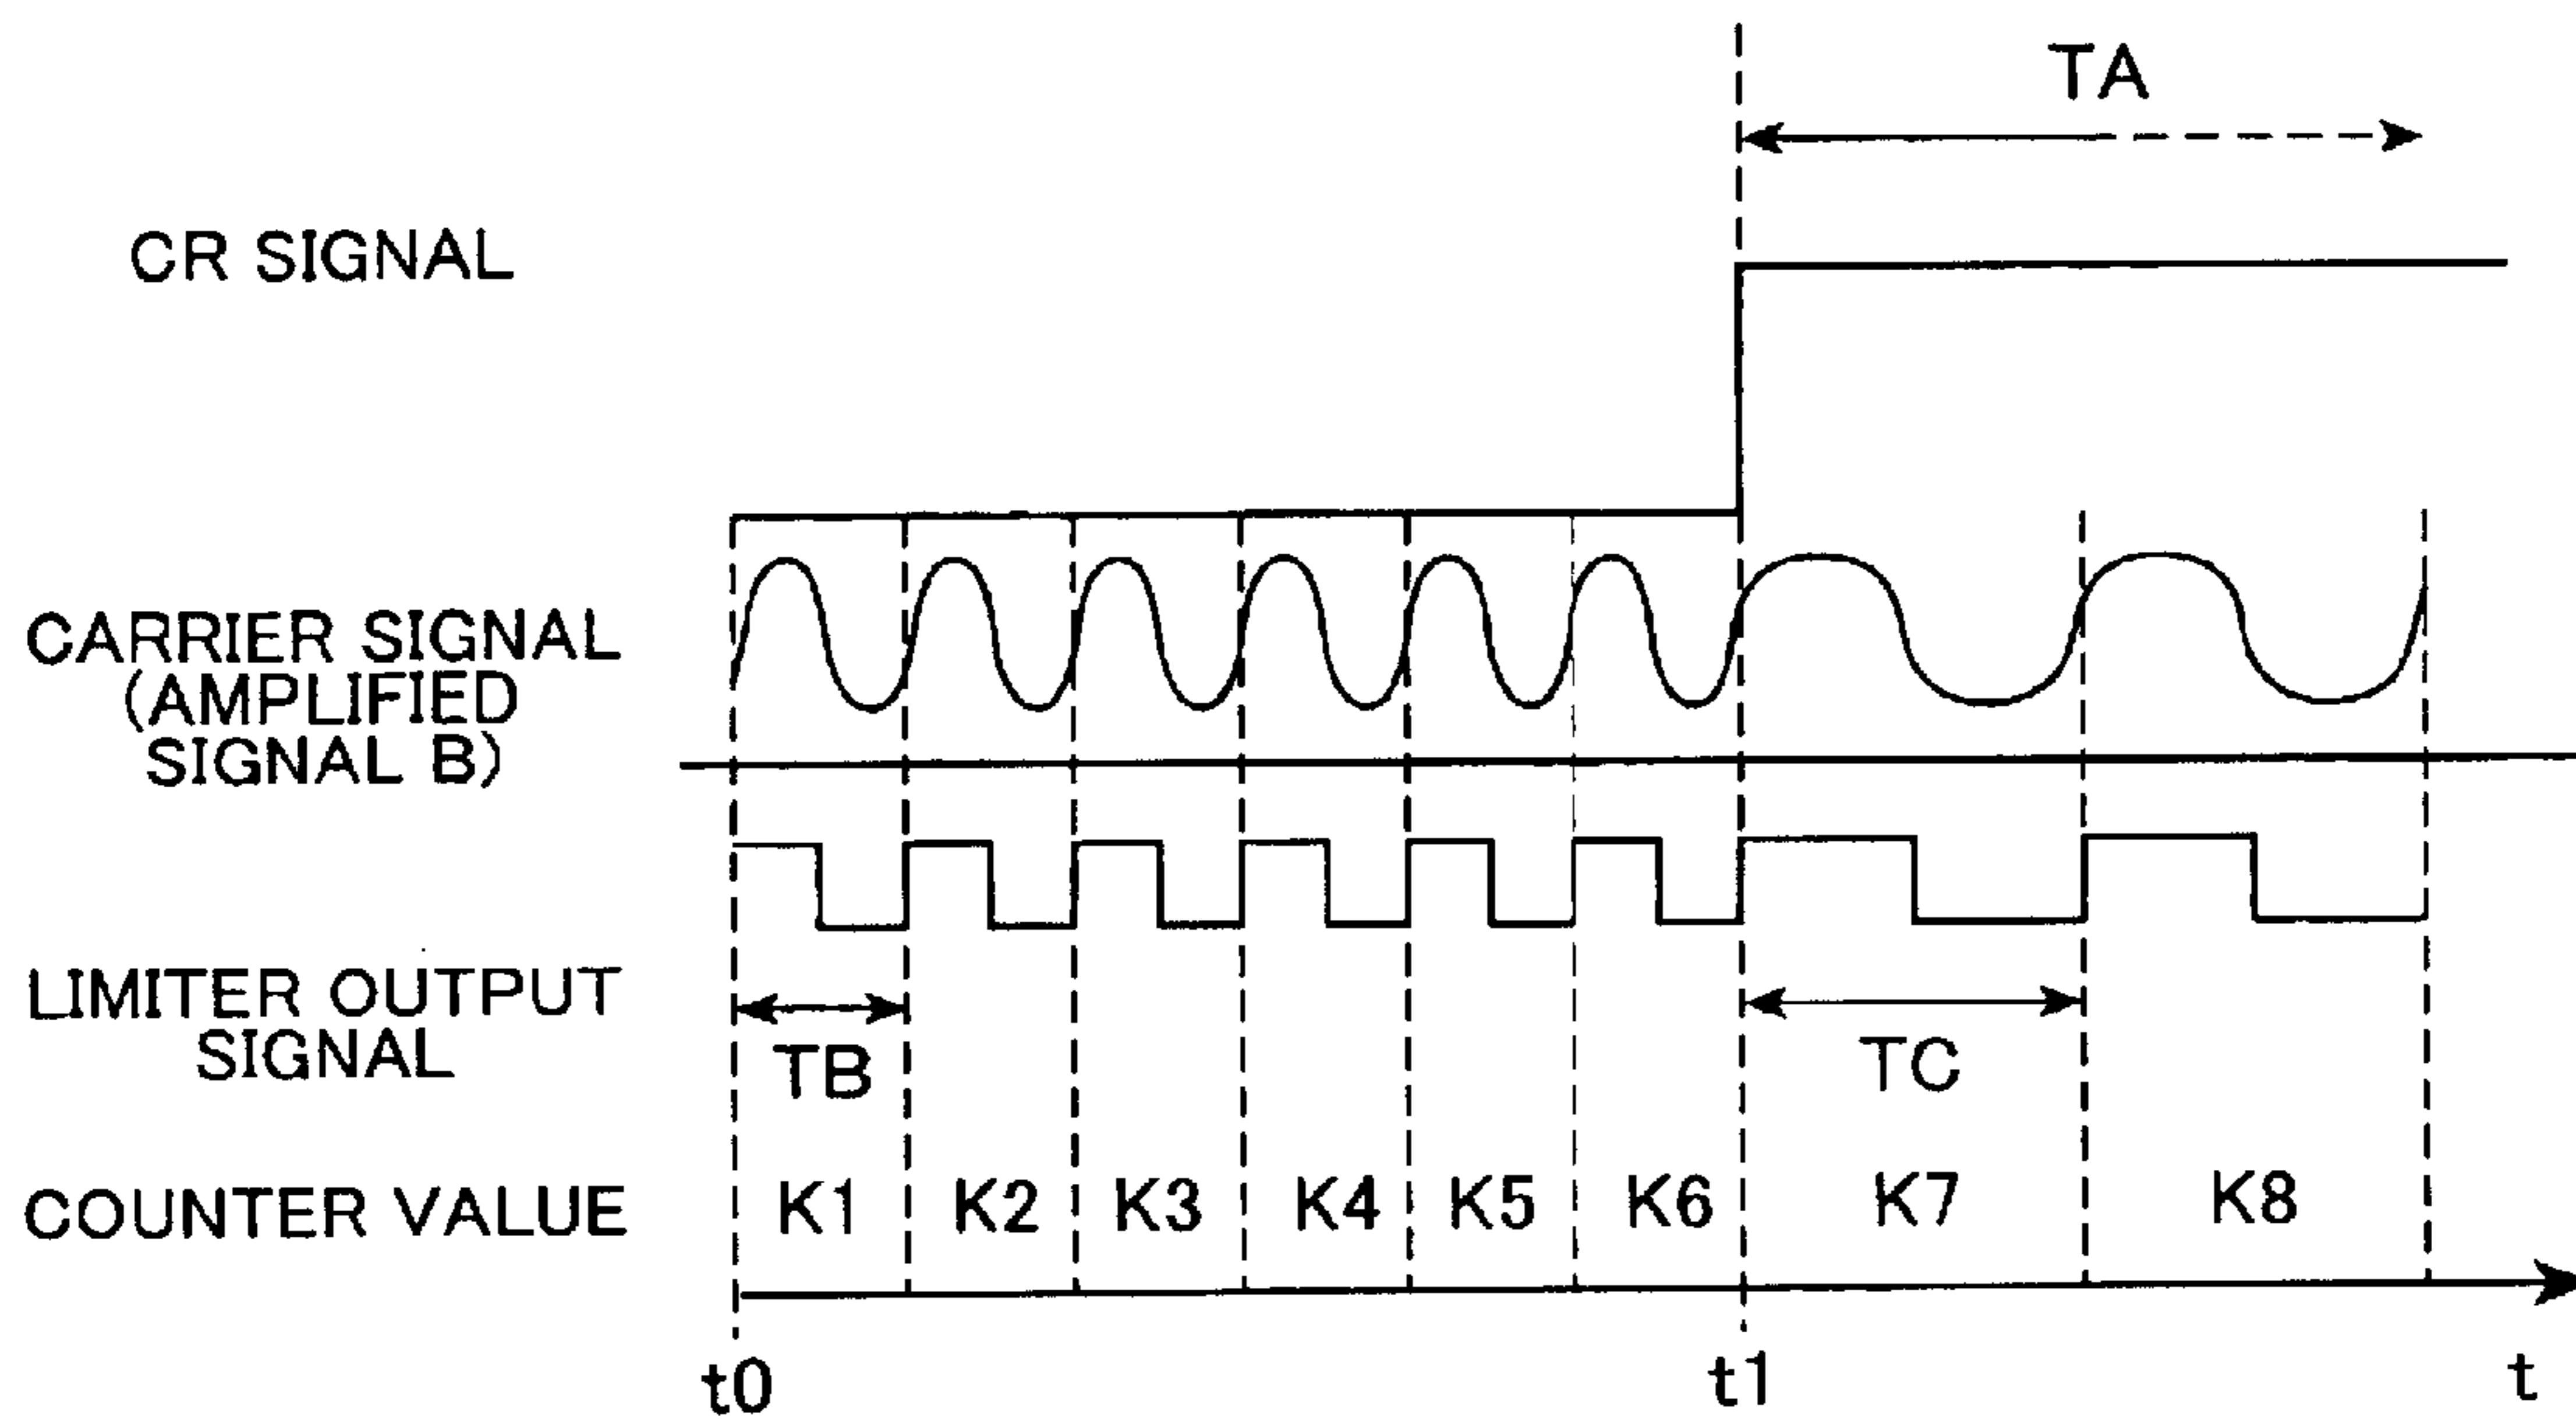 TA
CR SIGNAL
CARRIER SIGNAL
(AMPLIFIED
SIGNAL B)
LIMITER OUTPUT
SIGNAL
TB
TC
COUNTER VALUE
K1 K2 K3 K4 K5 K6 K7 K8
t0 t1 t